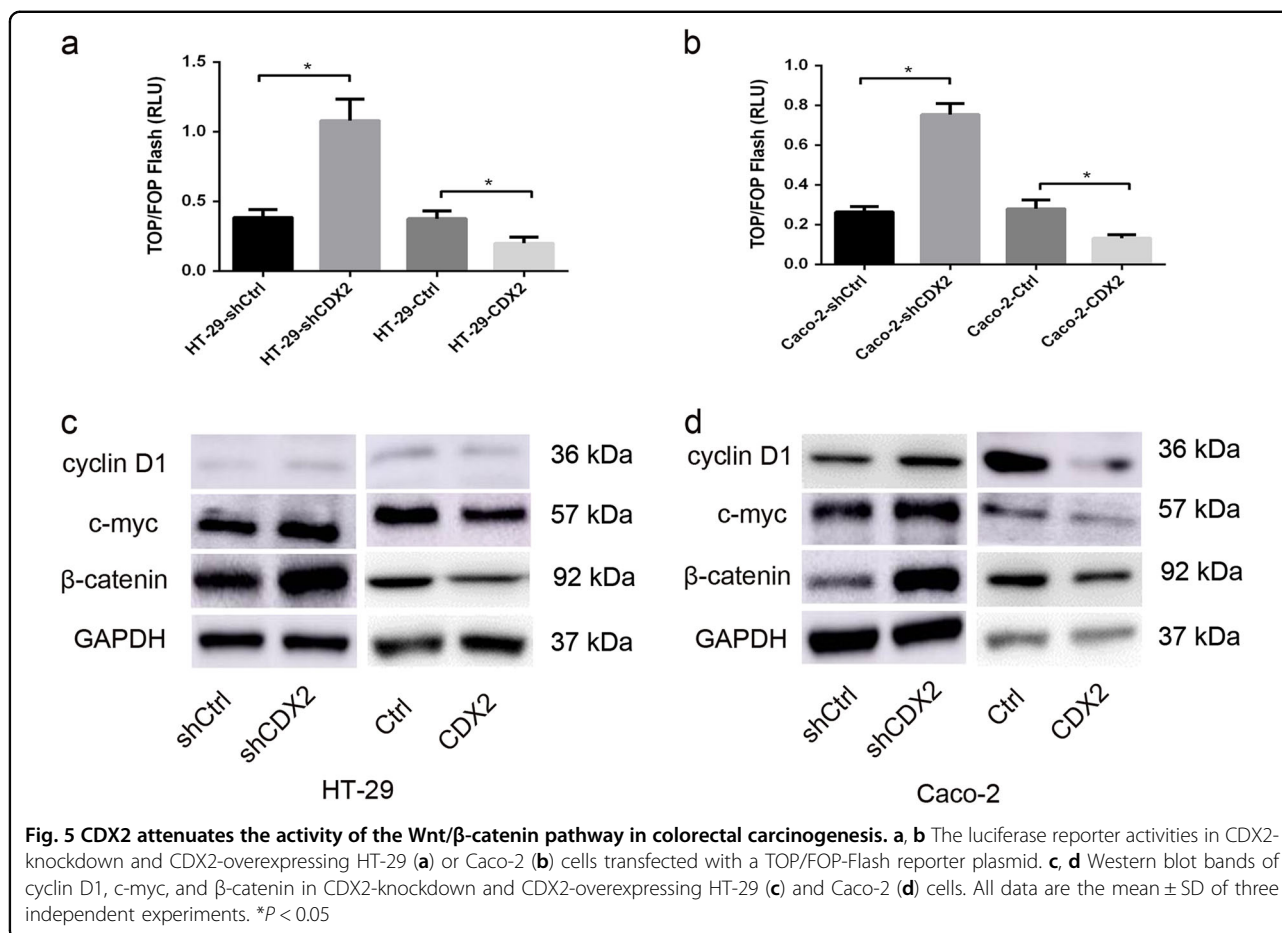 a
1.5
*
1.0
*
0.5
0.0
TOP/FOP Flash (RLU)
HT-29-shCtrl
HT-29-shCDX2
HT-29-Ctrl
HT-29-CDX2
b
1.0
*
0.8
0.6
*
0.4
0.2
0.0
TOP/FOP Flash (RLU)
Caco-2-shCtrl
Caco-2-shCDX2
Caco-2-Ctrl
Caco-2-CDX2
c
cyclin D1 36 kDa
c-myc 57 kDa
β-catenin 92 kDa
GAPDH 37 kDa
shCtrl
shCDX2
Ctrl
CDX2
HT-29
d
cyclin D1 36 kDa
c-myc 57 kDa
β-catenin 92 kDa
GAPDH 37 kDa
shCtrl
shCDX2
Ctrl
CDX2
Caco-2
Fig. 5 CDX2 attenuates the activity of the Wnt/β-catenin pathway in colorectal carcinogenesis. a, b The luciferase reporter activities in CDX2-
knockdown and CDX2-overexpressing HT-29 (a) or Caco-2 (b) cells transfected with a TOP/FOP-Flash reporter plasmid. c, d Western blot bands of
cyclin D1, c-myc, and β-catenin in CDX2-knockdown and CDX2-overexpressing HT-29 (c) and Caco-2 (d) cells. All data are the mean ± SD of three
independent experiments. *P < 0.05